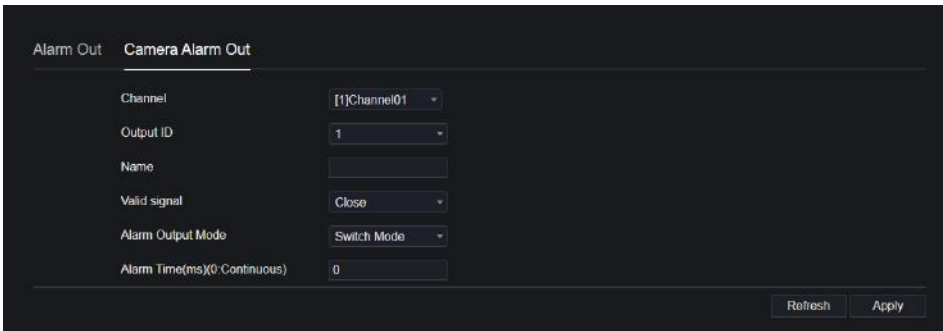 Alarm Out Camera Alarm Out
Channel [1]Channel01
Output ID 1
Name
Valid signal Close
Alarm Output Mode Switch Mode
Alarm Time(ms)(0:Continuous) 0
Refresh Apply